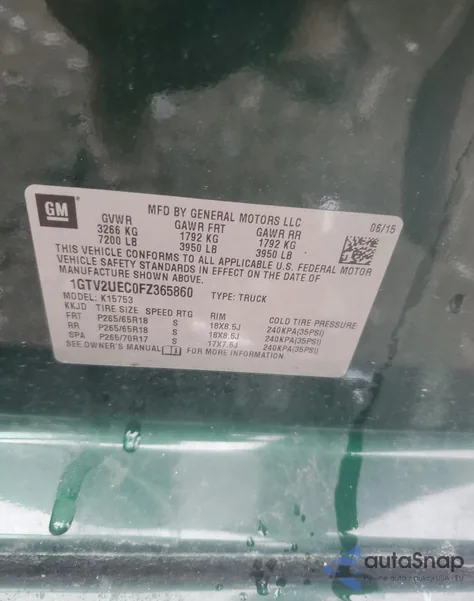 GM
MFD BY GENERAL MOTORS LLC
06/15
GVWR GAWR FRT GAWR RR
3266 KG 1792 KG 1792 KG
7200 LB 3950 LB 3950 LB
THIS VEHICLE CONFORMS TO ALL APPLICABLE U.S. FEDERAL MOTOR
VEHICLE SAFETY STANDARDS IN EFFECT ON THE DATE OF
MANUFACTURE SHOWN ABOVE.
1GTV2UEC0FZ365860 TYPE: TRUCK
MODEL: K15753
KKJD TIRE SIZE SPEED RTG RIM COLD TIRE PRESSURE
FRT P265/65R18 S 18X8.5J 240KPA(35PSI)
RR P265/65R18 S 18X8.5J 240KPA(35PSI)
SPA P265/70R17 S 17X7.5J 240KPA(35PSI)
SEE OWNER'S MANUAL FOR MORE INFORMATION
autoSnap